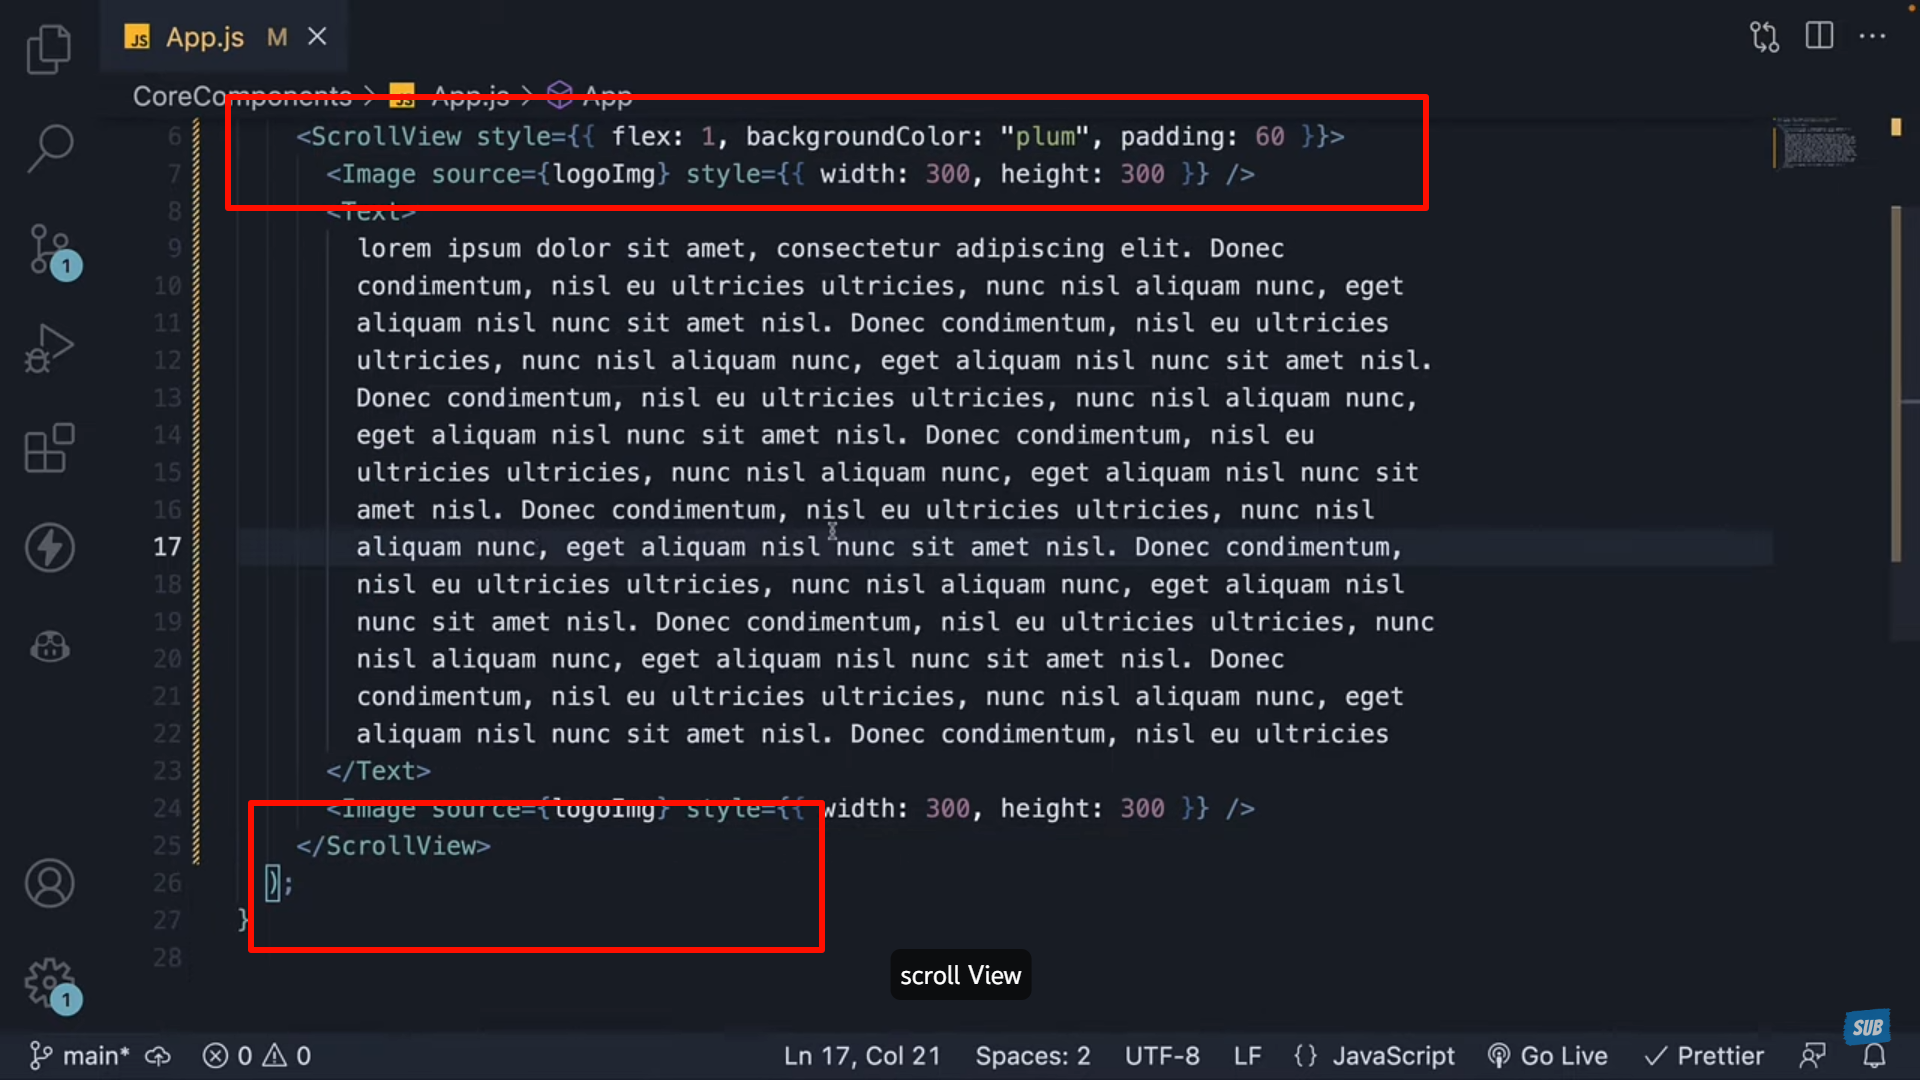 JS App.js M
CoreComponents > JS App.js > App
6 <ScrollView style={{ flex: 1, backgroundColor: "plum", padding: 60 }}>
7 <Image source={logoImg} style={{ width: 300, height: 300 }} />
8 <Text>
9 lorem ipsum dolor sit amet, consectetur adipiscing elit. Donec
10 condimentum, nisl eu ultricies ultricies, nunc nisl aliquam nunc, eget
11 aliquam nisl nunc sit amet nisl. Donec condimentum, nisl eu ultricies
12 ultricies, nunc nisl aliquam nunc, eget aliquam nisl nunc sit amet nisl.
13 Donec condimentum, nisl eu ultricies ultricies, nunc nisl aliquam nunc,
14 eget aliquam nisl nunc sit amet nisl. Donec condimentum, nisl eu
15 ultricies ultricies, nunc nisl aliquam nunc, eget aliquam nisl nunc sit
16 amet nisl. Donec condimentum, nisl eu ultricies ultricies, nunc nisl
17 aliquam nunc, eget aliquam nisl nunc sit amet nisl. Donec condimentum,
18 nisl eu ultricies ultricies, nunc nisl aliquam nunc, eget aliquam nisl
19 nunc sit amet nisl. Donec condimentum, nisl eu ultricies ultricies, nunc
20 nisl aliquam nunc, eget aliquam nisl nunc sit amet nisl. Donec
21 condimentum, nisl eu ultricies ultricies, nunc nisl aliquam nunc, eget
22 aliquam nisl nunc sit amet nisl. Donec condimentum, nisl eu ultricies
23 </Text>
24 <Image source={logoImg} style={{ width: 300, height: 300 }} />
25 </ScrollView>
26 );
27 }
28
1
1
scroll View
SUB
main* 0 0 Ln 17, Col 21 Spaces: 2 UTF-8 LF {} JavaScript Go Live Prettier